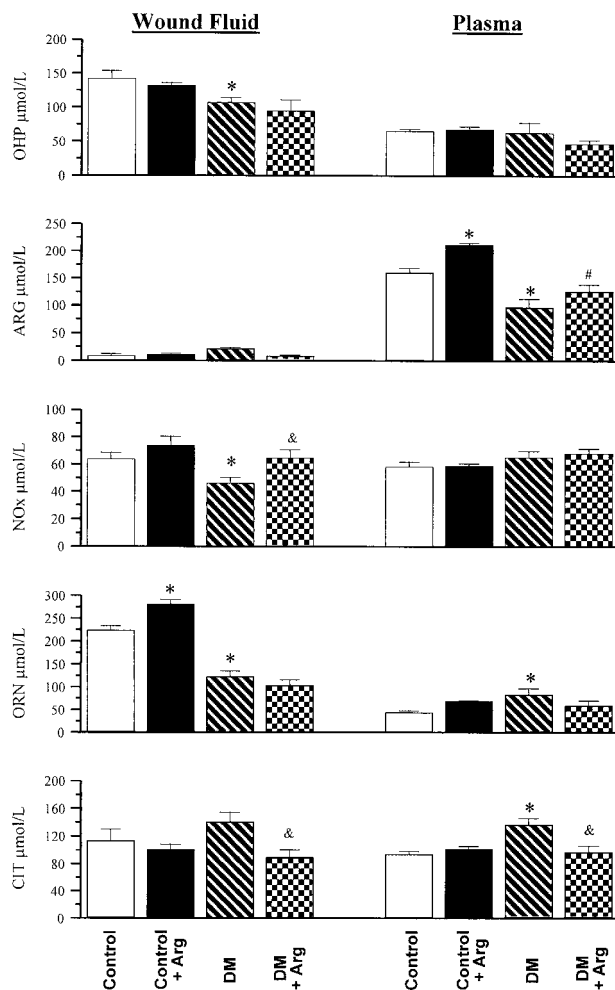 Wound Fluid
Plasma
OHP µmol/L
200
150
100
50
0
*
ARG µmol/L
250
200
150
100
50
0
*
*
#
NOx µmol/L
100
80
60
40
20
0
*
&
ORN µmol/L
300
250
200
150
100
50
0
*
*
*
CIT µmol/L
200
160
120
80
40
0
&
*
&
Control
Control + Arg
DM
DM + Arg
Control
Control + Arg
DM
DM + Arg